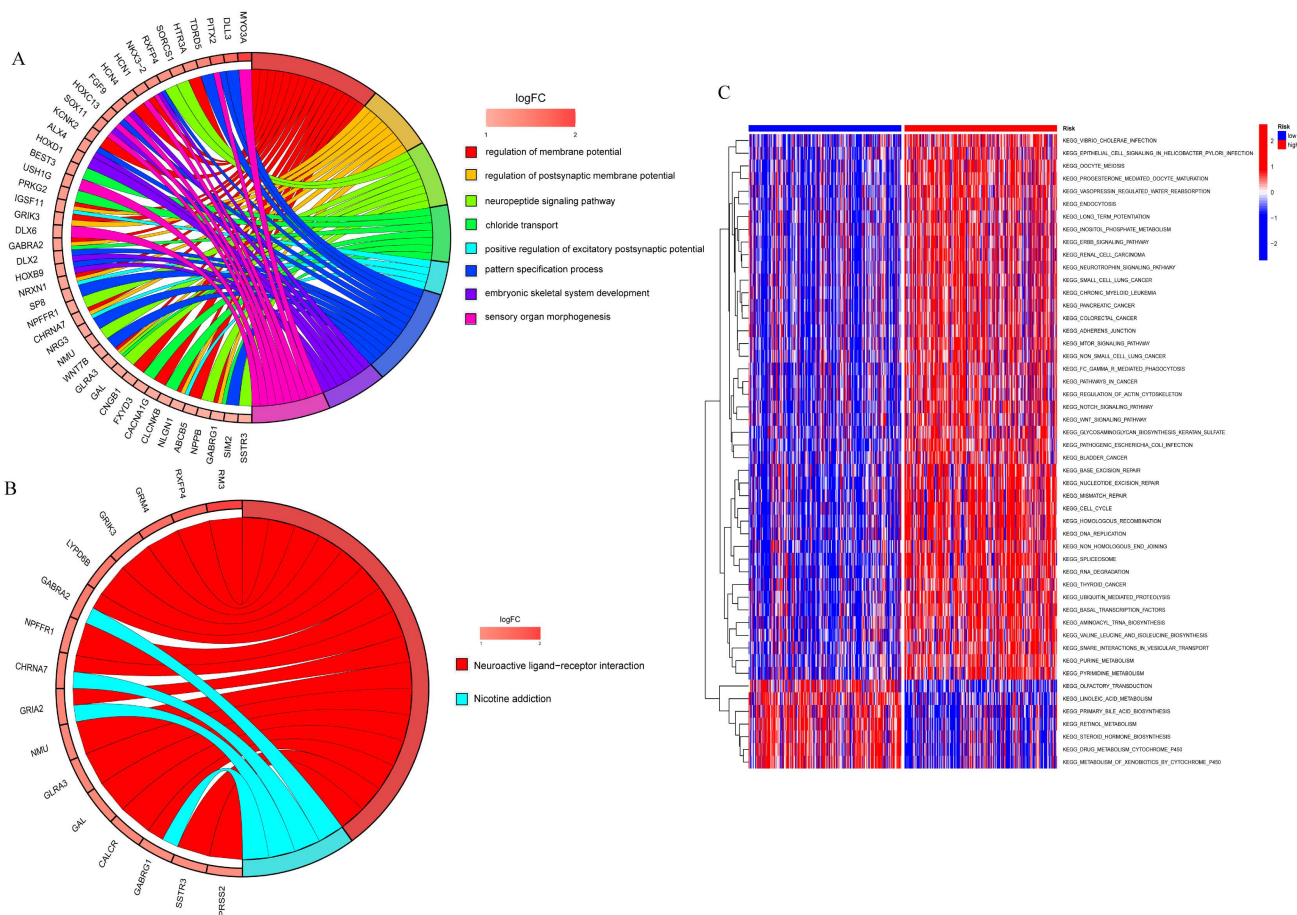 A
MYO3A
DLL3
PITX2
TDRD5
HTR3A
SORCS1
RXFP4
NKX3-2
HCN1
HCN4
FGF9
HOXC13
SOX11
KCNK2
ALX4
HOXD1
BEST3
USH1G
PRKG2
IGSF11
GRIK3
DLX6
GABRA2
DLX2
HOXB9
NRXN1
SP8
NPFFR1
CHRNA7
NRG3
NMU
WNT7B
GLRA3
GAL
CNGB1
FXYD3
CACNA1G
CLCNKB
NLGN1
ABCB5
NPPB
GABRG1
SIM2
SSTR3
logFC
1 2
regulation of membrane potential
regulation of postsynaptic membrane potential
neuropeptide signaling pathway
chloride transport
positive regulation of excitatory postsynaptic potential
pattern specification process
embryonic skeletal system development
sensory organ morphogenesis
B
RM3
RXFP4
GRM4
GRIK3
LYPD6B
GABRA2
NPFFR1
CHRNA7
GRIA2
NMU
GLRA3
GAL
CALCR
GABRG1
SSTR3
PRSS2
logFC
1 2
Neuroactive ligand-receptor interaction
Nicotine addiction
C
Risk
KEGG_VIBRIO_CHOLERAE_INFECTION
KEGG_EPITHELIAL_CELL_SIGNALING_IN_HELICOBACTER_PYLORI_INFECTION
KEGG_OOCYTE_MEIOSIS
KEGG_PROGESTERONE_MEDIATED_OOCYTE_MATURATION
KEGG_VASOPRESSIN_REGULATED_WATER_REABSORPTION
KEGG_ENDOCYTOSIS
KEGG_LONG_TERM_POTENTIATION
KEGG_INOSITOL_PHOSPHATE_METABOLISM
KEGG_ERBB_SIGNALING_PATHWAY
KEGG_RENAL_CELL_CARCINOMA
KEGG_NEUROTROPHIN_SIGNALING_PATHWAY
KEGG_SMALL_CELL_LUNG_CANCER
KEGG_CHRONIC_MYELOID_LEUKEMIA
KEGG_PANCREATIC_CANCER
KEGG_COLORECTAL_CANCER
KEGG_ADHERENS_JUNCTION
KEGG_MTOR_SIGNALING_PATHWAY
KEGG_NON_SMALL_CELL_LUNG_CANCER
KEGG_FC_GAMMA_R_MEDIATED_PHAGOCYTOSIS
KEGG_PATHWAYS_IN_CANCER
KEGG_REGULATION_OF_ACTIN_CYTOSKELETON
KEGG_NOTCH_SIGNALING_PATHWAY
KEGG_WNT_SIGNALING_PATHWAY
KEGG_GLYCOSAMINOGLYCAN_BIOSYNTHESIS_KERATAN_SULFATE
KEGG_PATHOGENIC_ESCHERICHIA_COLI_INFECTION
KEGG_BLADDER_CANCER
KEGG_BASE_EXCISION_REPAIR
KEGG_NUCLEOTIDE_EXCISION_REPAIR
KEGG_MISMATCH_REPAIR
KEGG_CELL_CYCLE
KEGG_HOMOLOGOUS_RECOMBINATION
KEGG_DNA_REPLICATION
KEGG_NON_HOMOLOGOUS_END_JOINING
KEGG_SPLICEOSOME
KEGG_RNA_DEGRADATION
KEGG_THYROID_CANCER
KEGG_UBIQUITIN_MEDIATED_PROTEOLYSIS
KEGG_BASAL_TRANSCRIPTION_FACTORS
KEGG_AMINOACYL_TRNA_BIOSYNTHESIS
KEGG_VALINE_LEUCINE_AND_ISOLEUCINE_BIOSYNTHESIS
KEGG_SNARE_INTERACTIONS_IN_VESICULAR_TRANSPORT
KEGG_PURINE_METABOLISM
KEGG_PYRIMIDINE_METABOLISM
KEGG_OLFACTORY_TRANSDUCTION
KEGG_LINOLEIC_ACID_METABOLISM
KEGG_PRIMARY_BILE_ACID_BIOSYNTHESIS
KEGG_RETINOL_METABOLISM
KEGG_STEROID_HORMONE_BIOSYNTHESIS
KEGG_DRUG_METABOLISM_CYTOCHROME_P450
KEGG_METABOLISM_OF_XENOBIOTICS_BY_CYTOCHROME_P450
2
1
0
−1
−2
Risk
low
high